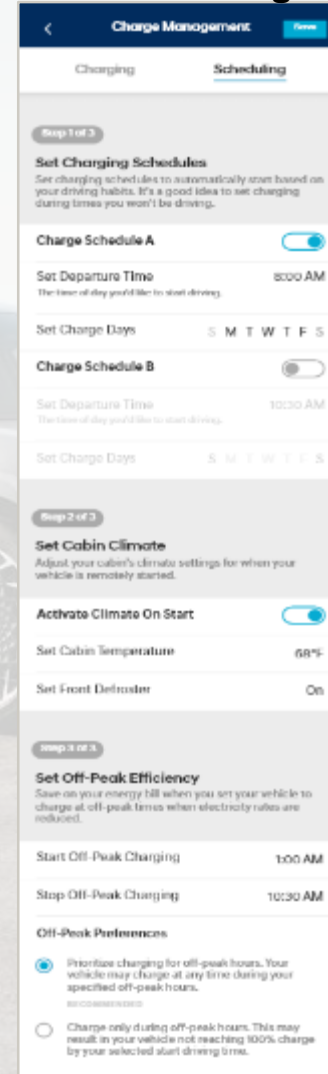 Charge Management
Save
Charging
Scheduling
Step 1 of 3
Set Charging Schedules
Set charging schedules to automatically start based on
your driving habits. It's a good idea to set charging
during times you won't be driving.
Charge Schedule A
Set Departure Time
8:00 AM
The time of day you'd like to start driving.
Set Charge Days
S M T W T F S
Charge Schedule B
Set Departure Time
10:30 AM
The time of day you'd like to start driving.
Set Charge Days
S M T W T F S
Step 2 of 3
Set Cabin Climate
Adjust your cabin's climate settings for when your
vehicle is remotely started.
Activate Climate On Start
Set Cabin Temperature
68°F
Set Front Defroster
On
Step 3 of 3
Set Off-Peak Efficiency
Save on your energy bill when you set your vehicle to
charge at off-peak times when electricity rates are
reduced.
Start Off-Peak Charging
1:00 AM
Stop Off-Peak Charging
10:30 AM
Off-Peak Preferences
Prioritize charging for off-peak hours. Your
vehicle may charge at any time during your
specified off-peak hours.
RECOMMENDED
Charge only during off-peak hours. This may
result in your vehicle not reaching 100% charge
by your selected start driving time.